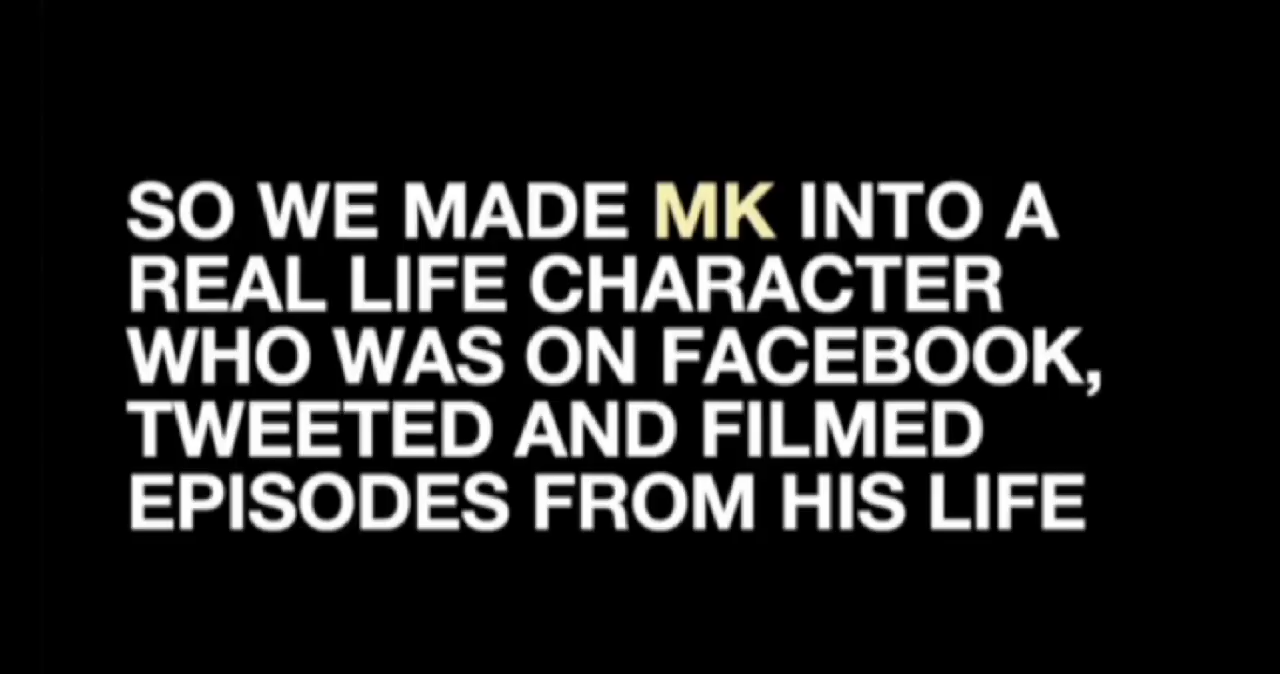 SO WE MADE MK INTO A
REAL LIFE CHARACTER
WHO WAS ON FACEBOOK,
TWEETED AND FILMED
EPISODES FROM HIS LIFE